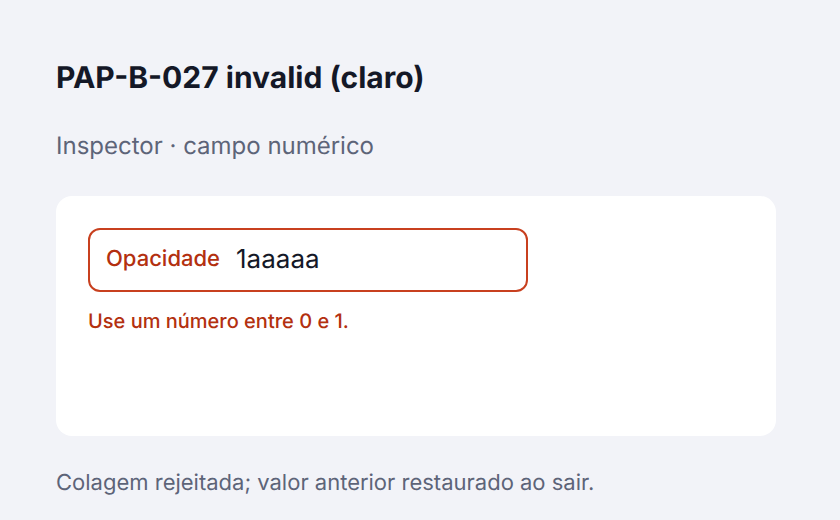 PAP-B-027 invalid (claro)
Inspector · campo numérico
Opacidade 1aaaaa
Use um número entre 0 e 1.
Colagem rejeitada; valor anterior restaurado ao sair.